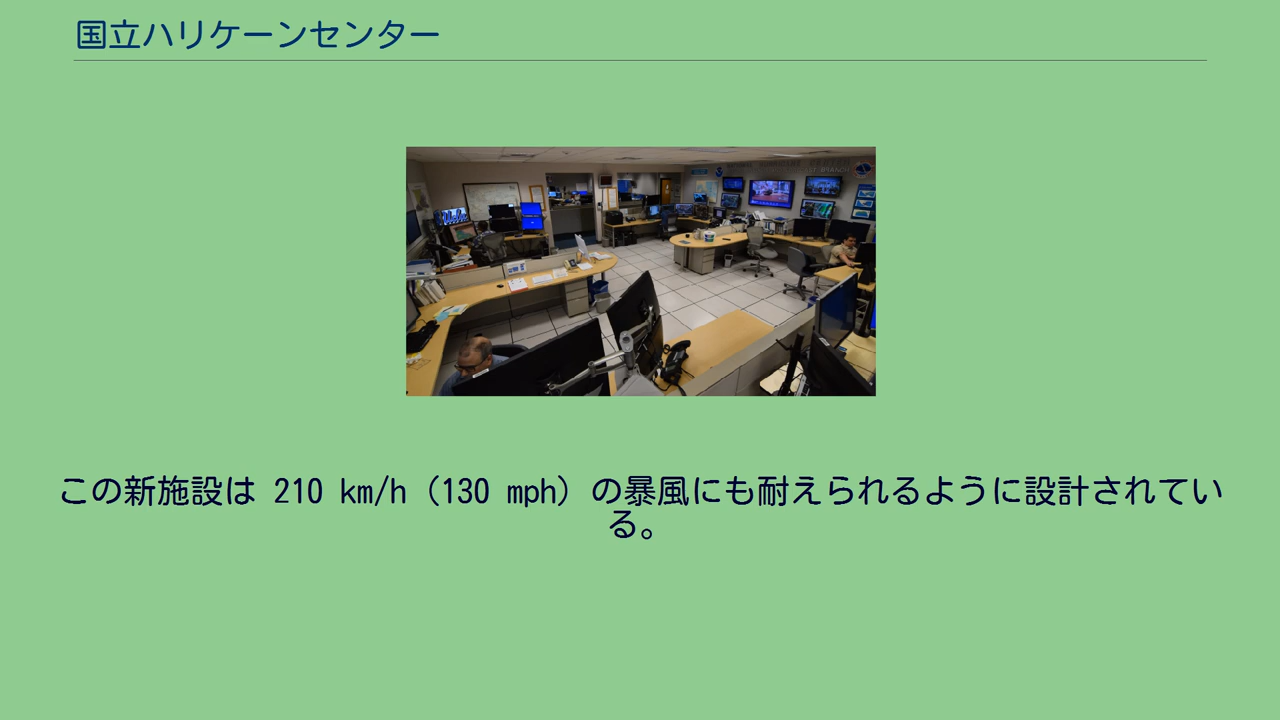 国立ハリケーンセンター
この新施設は 210 km/h（130 mph）の暴風にも耐えられるように設計されてい
る。